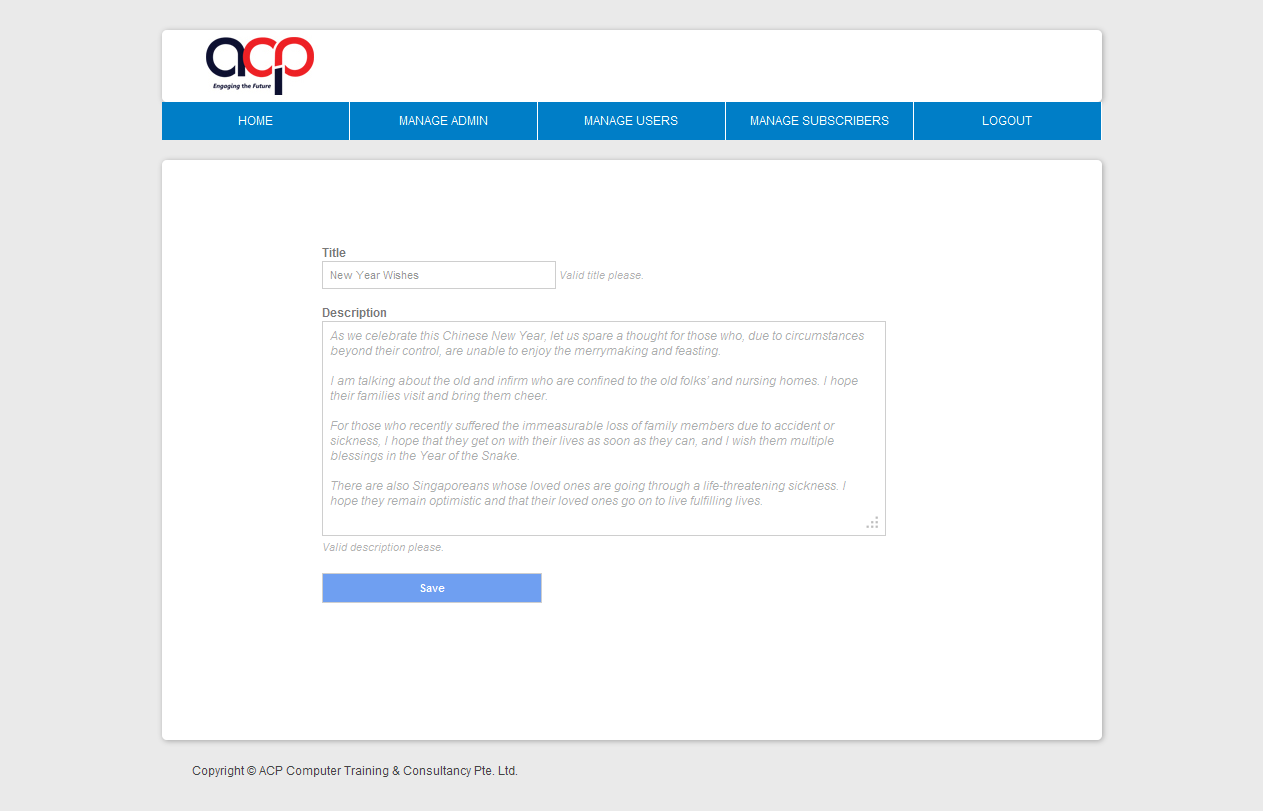 acp
Engaging the Future
HOME
MANAGE ADMIN
MANAGE USERS
MANAGE SUBSCRIBERS
LOGOUT
Title
New Year Wishes
Valid title please.
Description
As we celebrate this Chinese New Year, let us spare a thought for those who, due to circumstances
beyond their control, are unable to enjoy the merrymaking and feasting.
I am talking about the old and infirm who are confined to the old folks' and nursing homes. I hope
their families visit and bring them cheer.
For those who recently suffered the immeasurable loss of family members due to accident or
sickness, I hope that they get on with their lives as soon as they can, and I wish them multiple
blessings in the Year of the Snake.
There are also Singaporeans whose loved ones are going through a life-threatening sickness. I
hope they remain optimistic and that their loved ones go on to live fulfilling lives.
Valid description please.
Save
Copyright © ACP Computer Training & Consultancy Pte. Ltd.